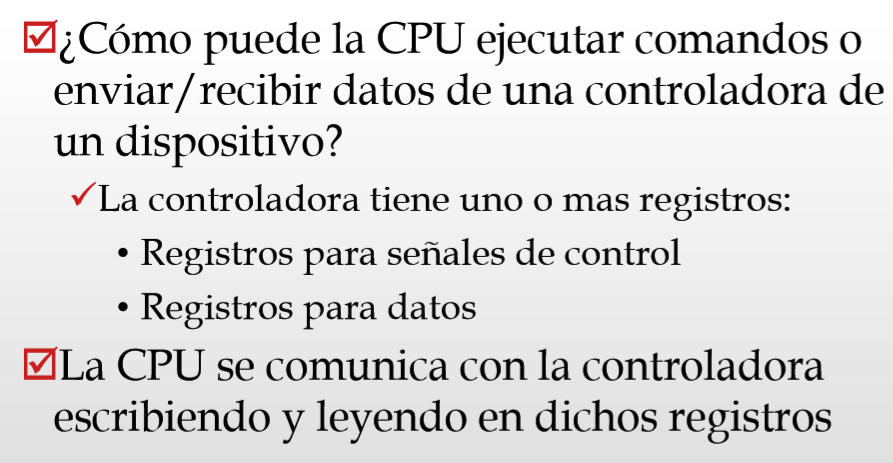 ¿Cómo puede la CPU ejecutar comandos o
enviar/recibir datos de una controladora de
un dispositivo?
La controladora tiene uno o mas registros:
• Registros para señales de control
• Registros para datos
La CPU se comunica con la controladora
escribiendo y leyendo en dichos registros